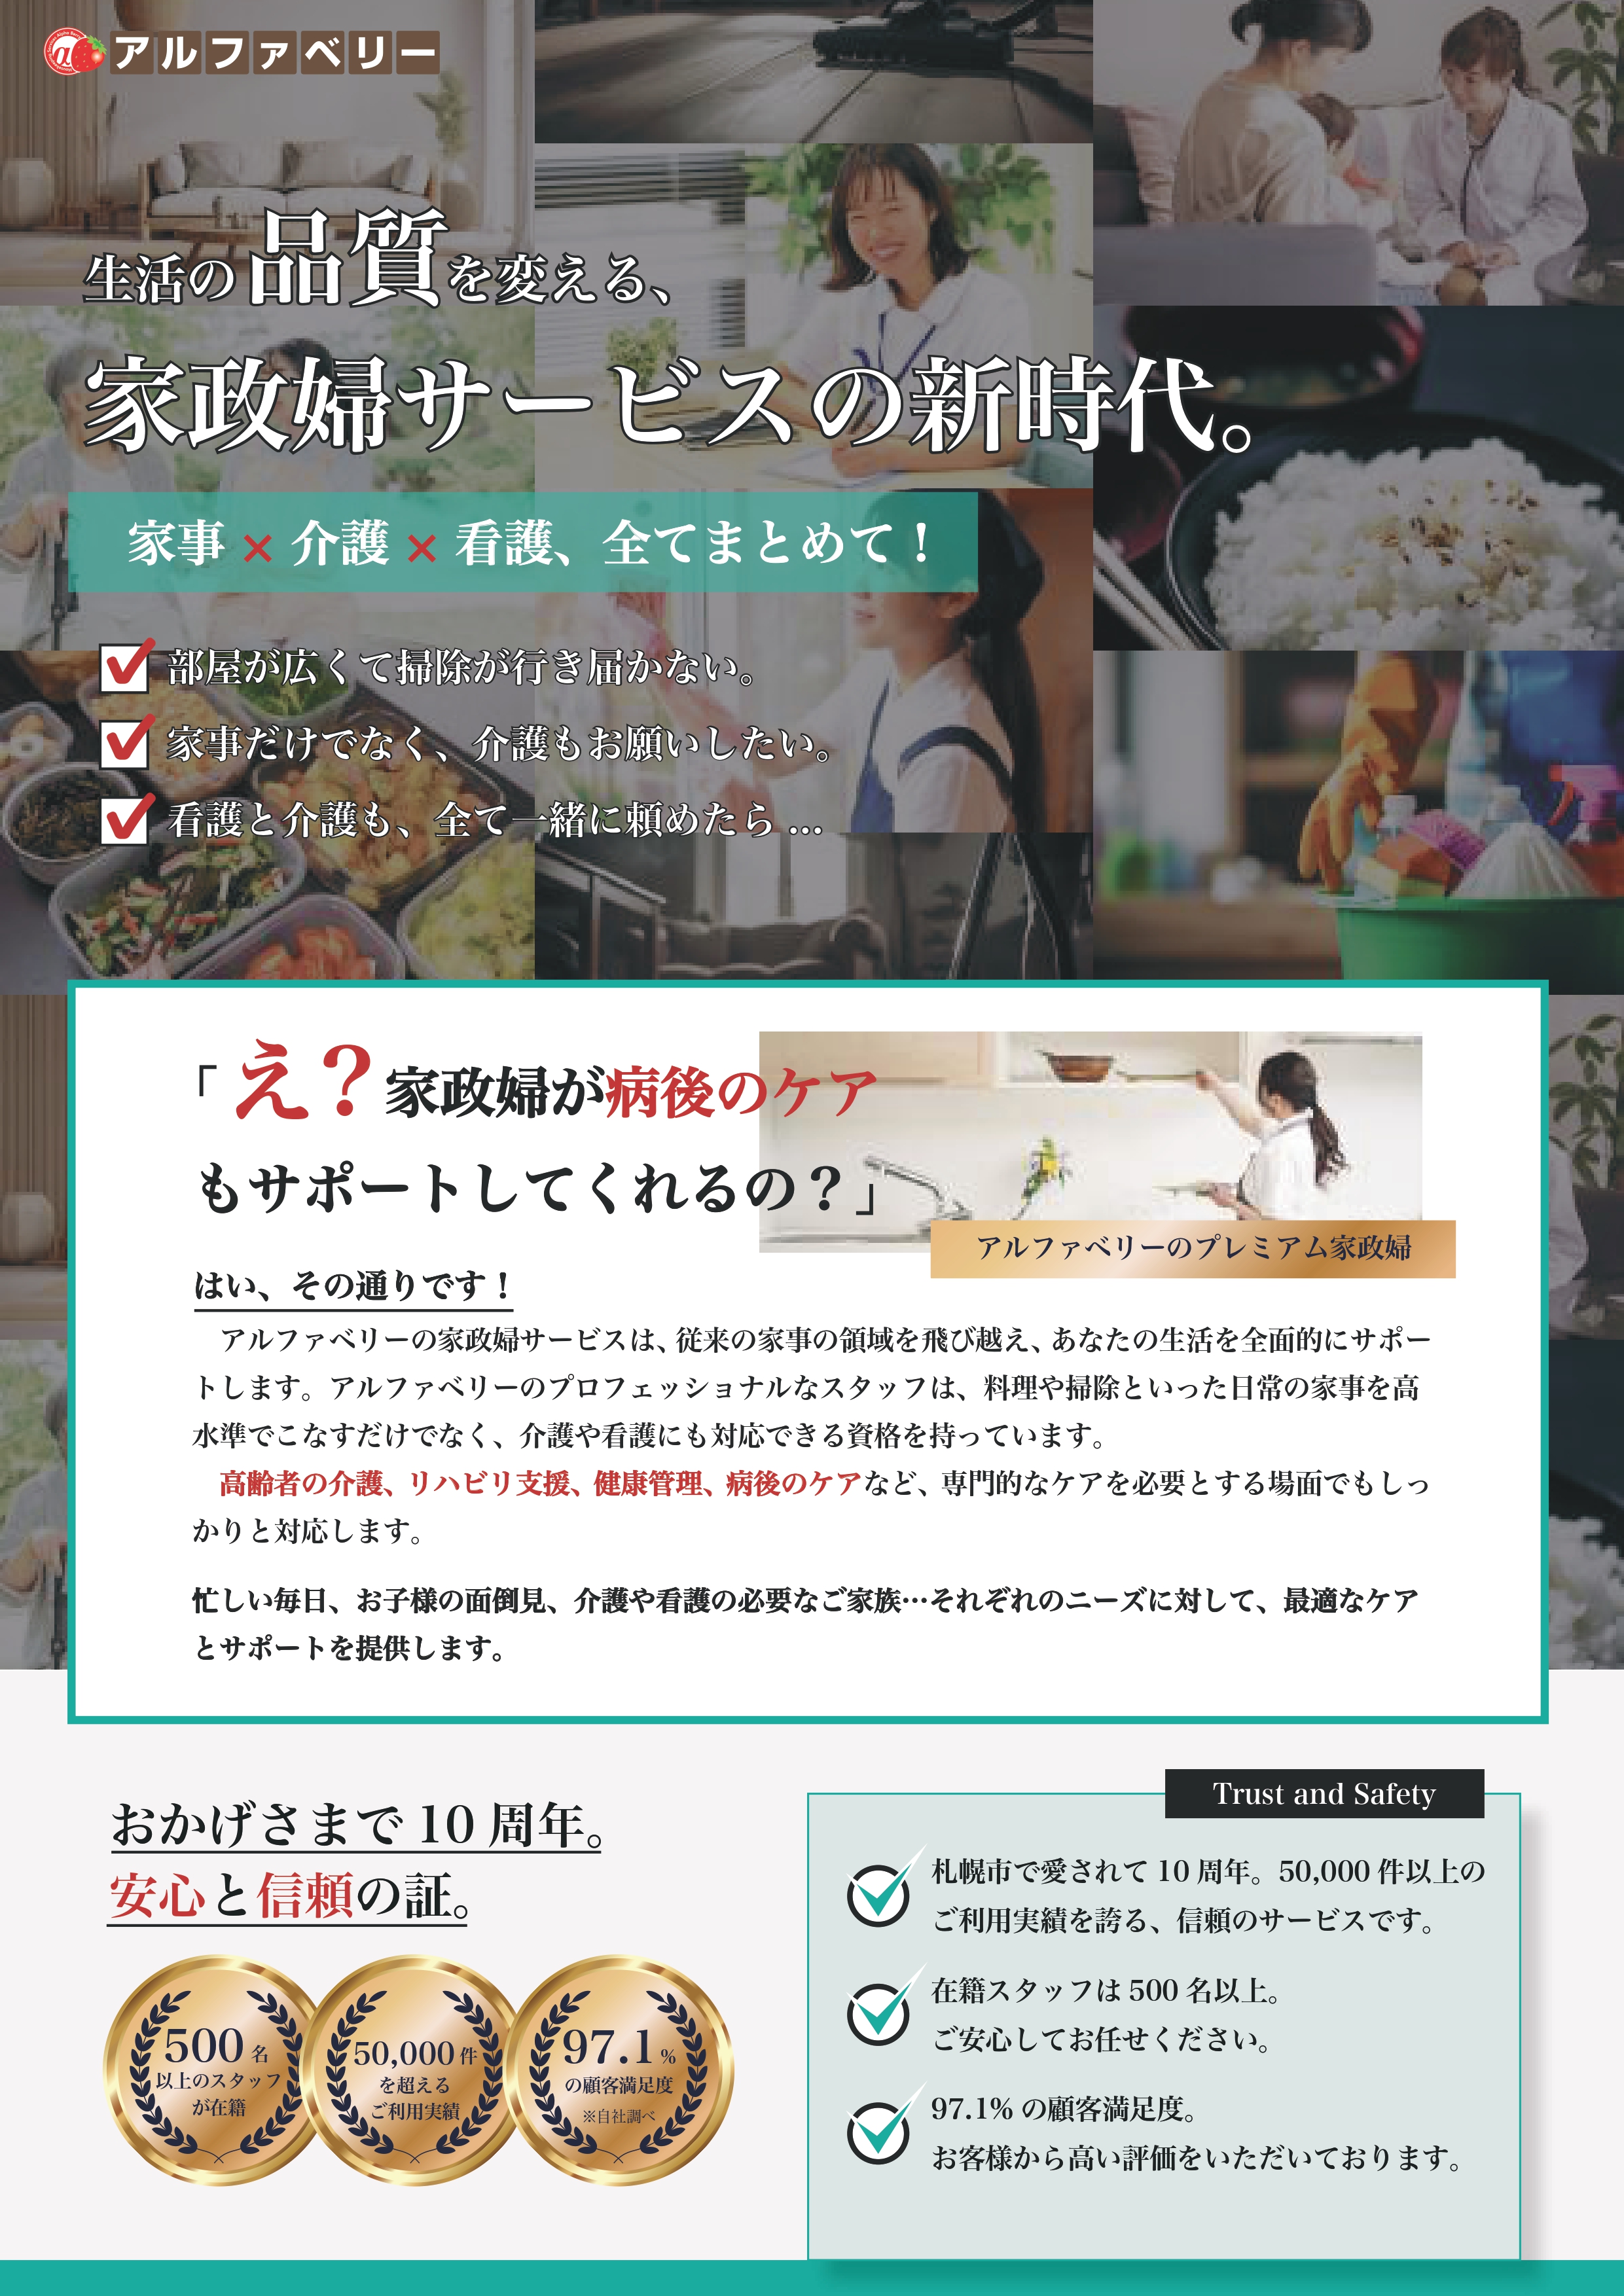 アルファベリー
生活の品質を変える、
家政婦サービスの新時代。
家事×介護×看護、全てまとめて！
部屋が広くて掃除が行き届かない。
家事だけでなく、介護もお願いしたい。
看護と介護も、全て一緒に頼めたら ...
「え？家政婦が病後のケア
もサポートしてくれるの？」
アルファベリーのプレミアム家政婦
はい、その通りです！
アルファベリーの家政婦サービスは、従来の家事の領域を飛び越え、あなたの生活を全面的にサポー
トします。アルファベリーのプロフェッショナルなスタッフは、料理や掃除といった日常の家事を高
水準でこなすだけでなく、介護や看護にも対応できる資格を持っています。
高齢者の介護、リハビリ支援、健康管理、病後のケアなど、専門的なケアを必要とする場面でもしっ
かりと対応します。
忙しい毎日、お子様の面倒見、介護や看護の必要なご家族…それぞれのニーズに対して、最適なケア
とサポートを提供します。
おかげさまで 10 周年。
安心と信頼の証。
500 名
以上のスタッフ
が在籍
50,000 件
を超える
ご利用実績
97.1 %
の顧客満足度
※自社調べ
Trust and Safety
札幌市で愛されて 10 周年。50,000 件以上の
ご利用実績を誇る、信頼のサービスです。
在籍スタッフは 500 名以上。
ご安心してお任せください。
97.1% の顧客満足度。
お客様から高い評価をいただいております。